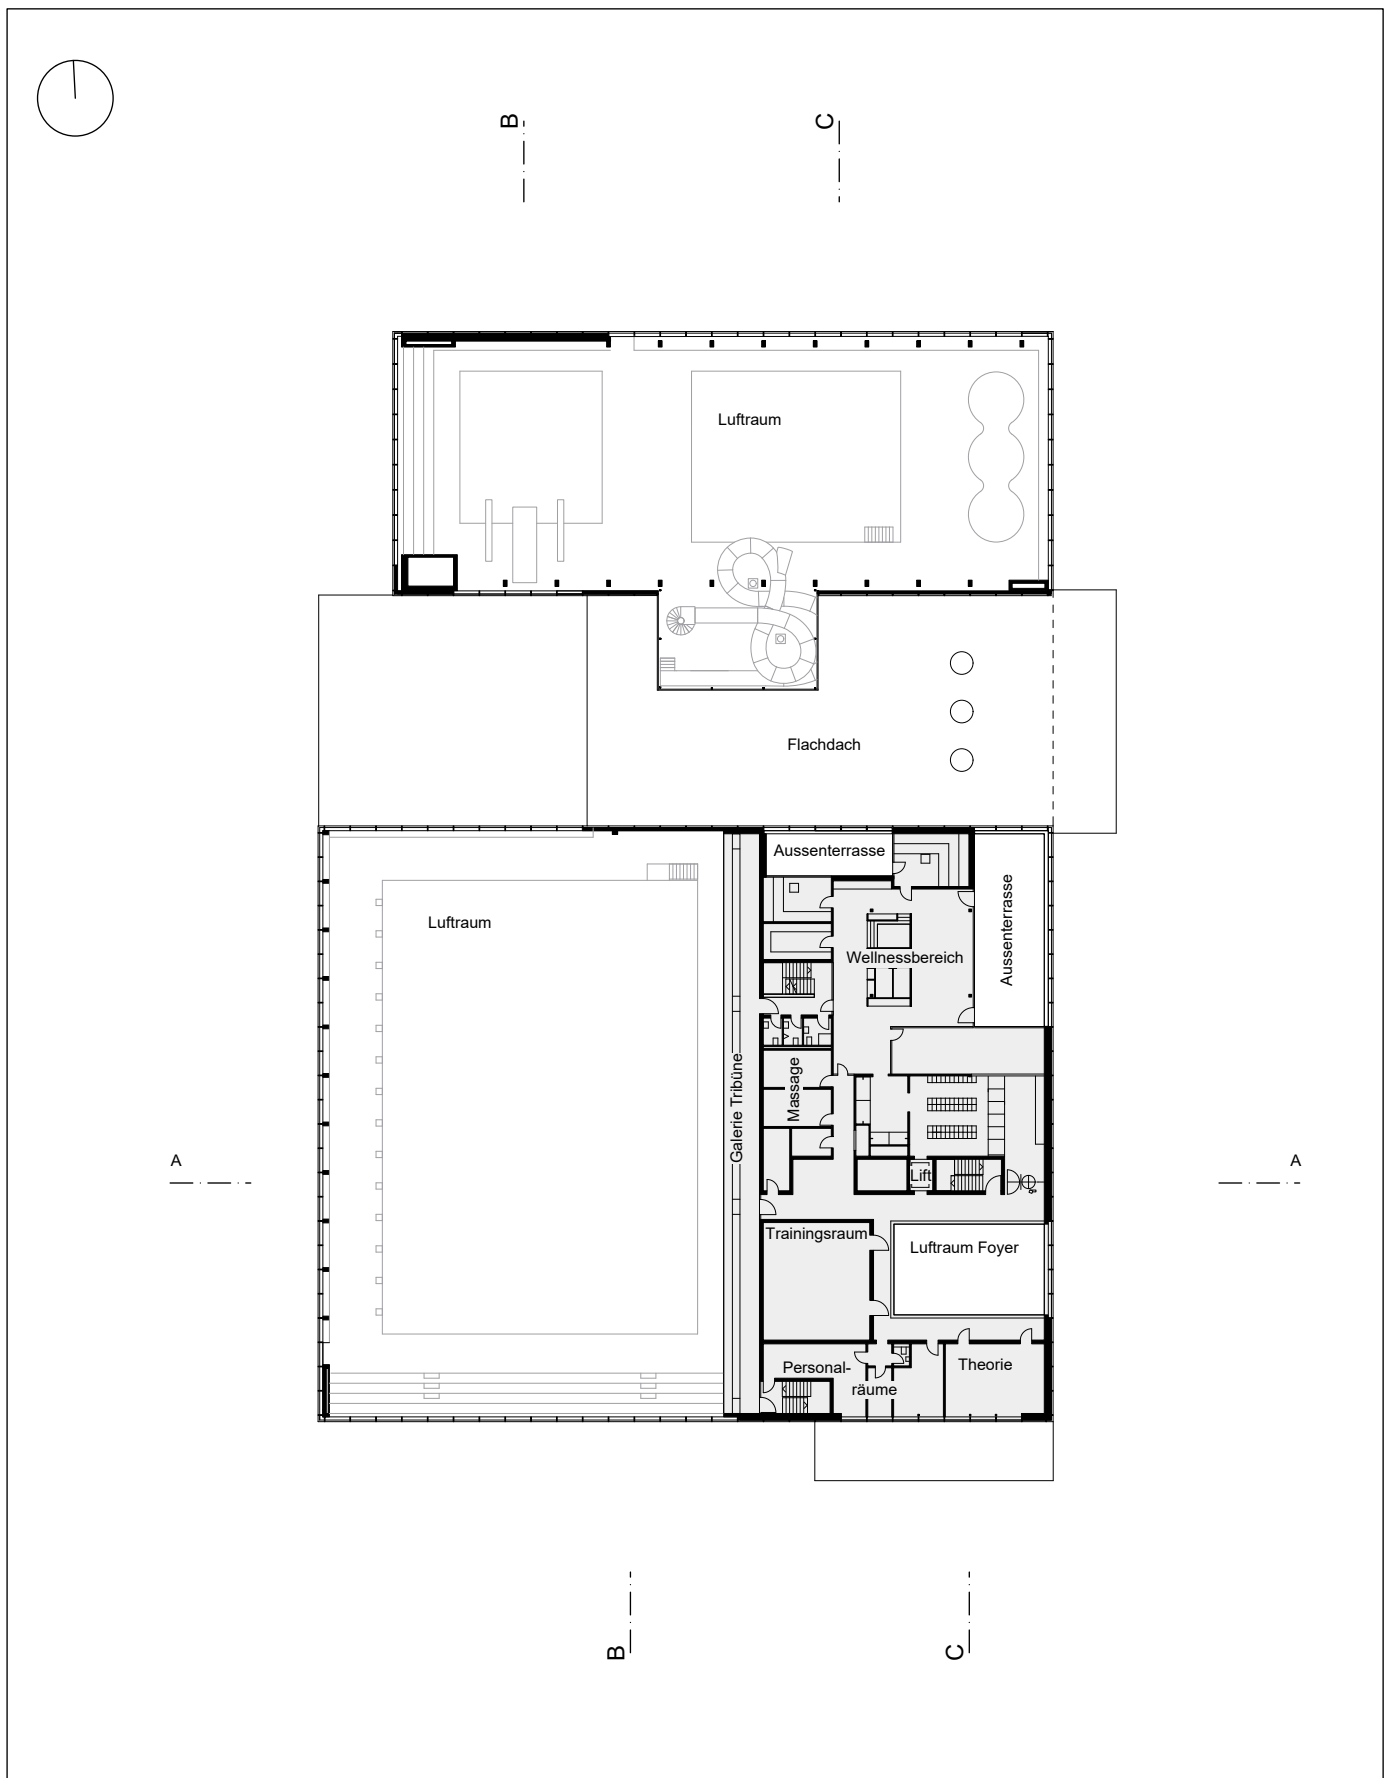 B
C
Luftraum
Flachdach
Aussenterrasse
Aussenterrasse
Luftraum
Wellnessbereich
Galerie Tribüne
Massage
A
A
Lift
Trainingsraum
Luftraum Foyer
Personal-
räume
Theorie
B
C